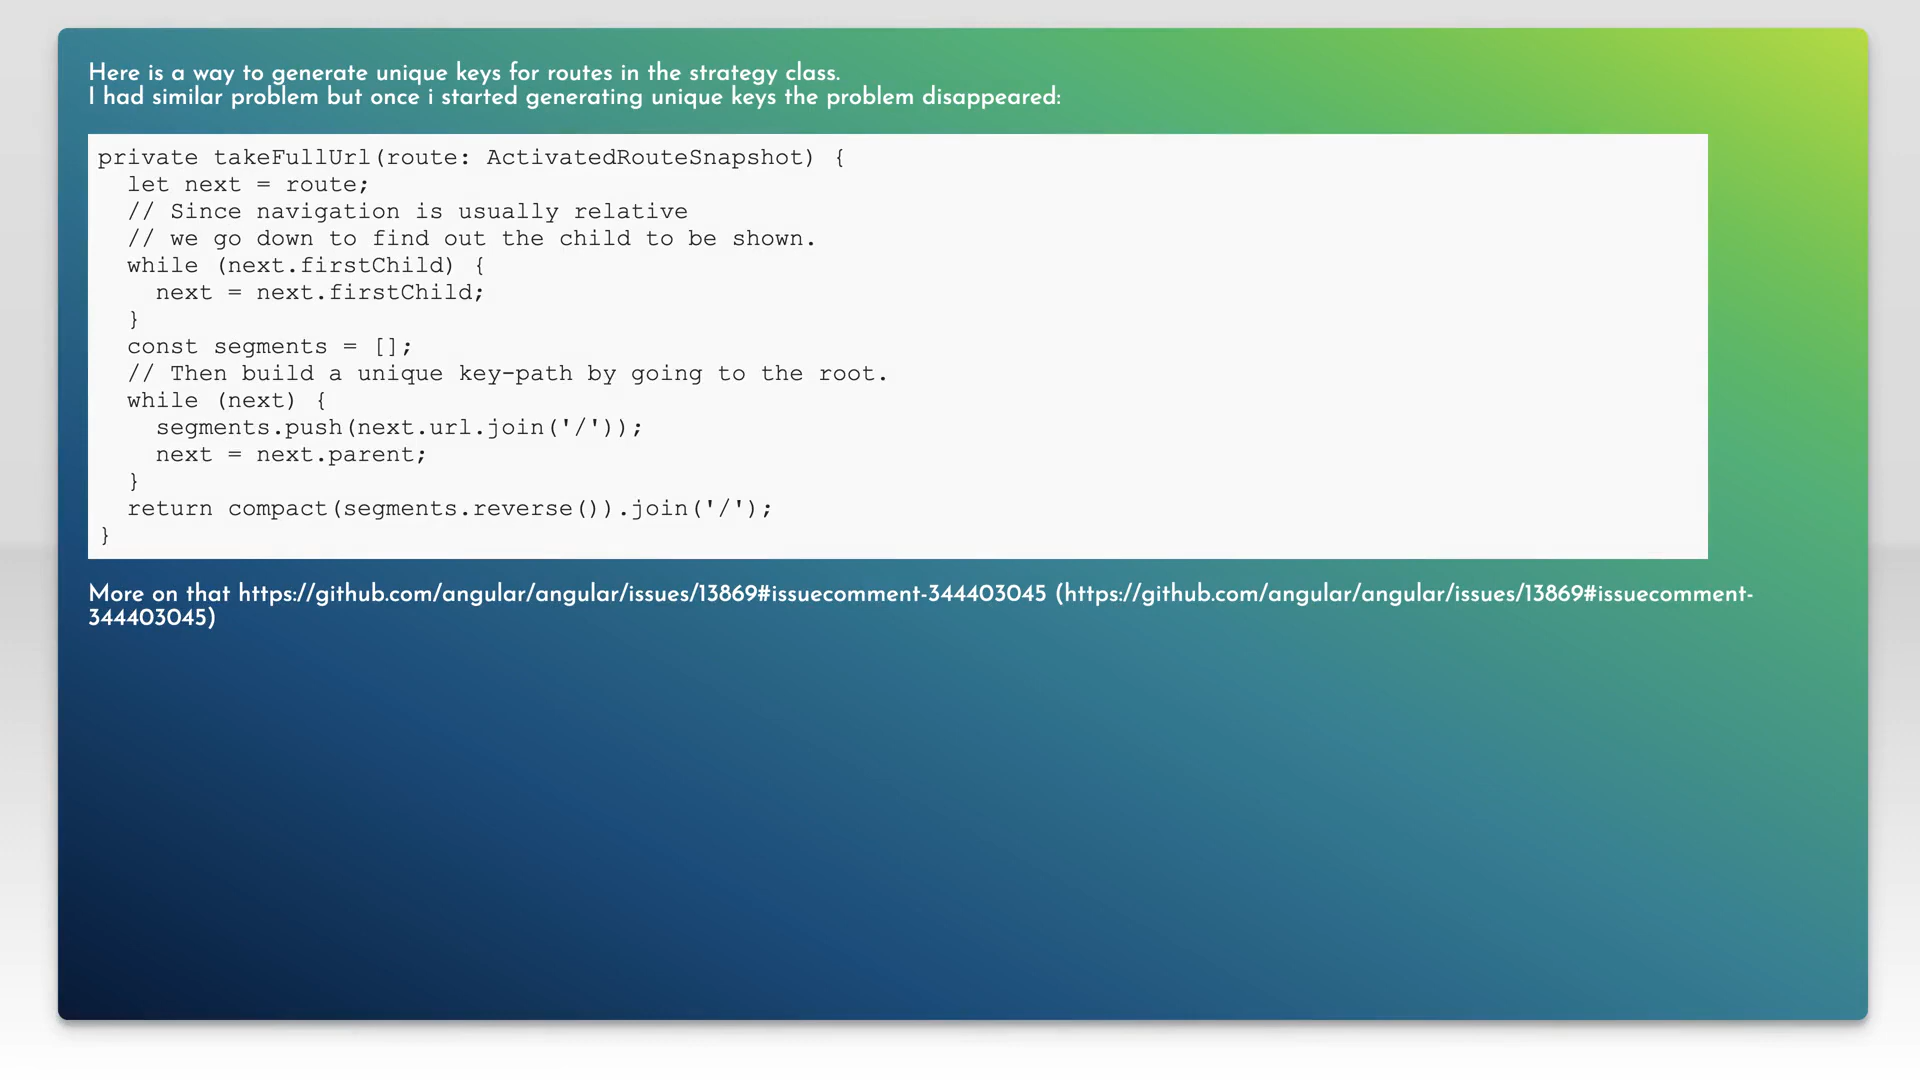 Here is a way to generate unique keys for routes in the strategy class.
I had similar problem but once i started generating unique keys the problem disappeared:
private takeFullUrl(route: ActivatedRouteSnapshot) {
  let next = route;
  // Since navigation is usually relative
  // we go down to find out the child to be shown.
  while (next.firstChild) {
    next = next.firstChild;
  }
  const segments = [];
  // Then build a unique key-path by going to the root.
  while (next) {
    segments.push(next.url.join('/'));
    next = next.parent;
  }
  return compact(segments.reverse()).join('/');
}
More on that https://github.com/angular/angular/issues/13869#issuecomment-344403045 (https://github.com/angular/angular/issues/13869#issuecomment-
344403045)